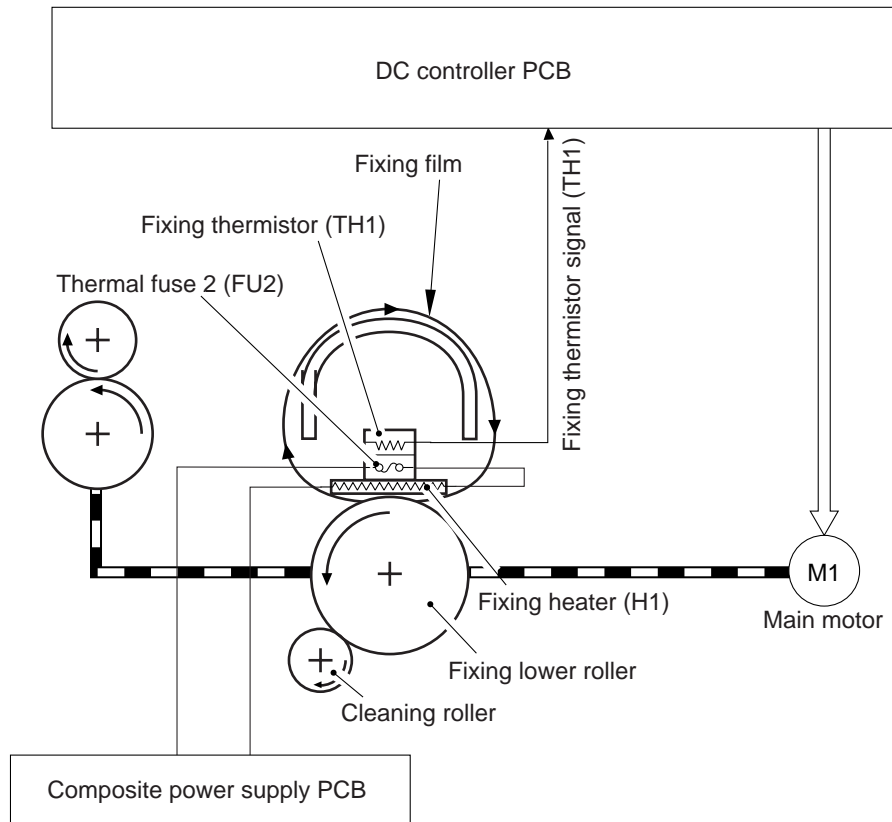 DC controller PCB
Fixing film
Fixing thermistor signal (TH1)
Fixing thermistor (TH1)
Thermal fuse 2 (FU2)
M1
Fixing heater (H1)
Main motor
Fixing lower roller
Cleaning roller
Composite power supply PCB